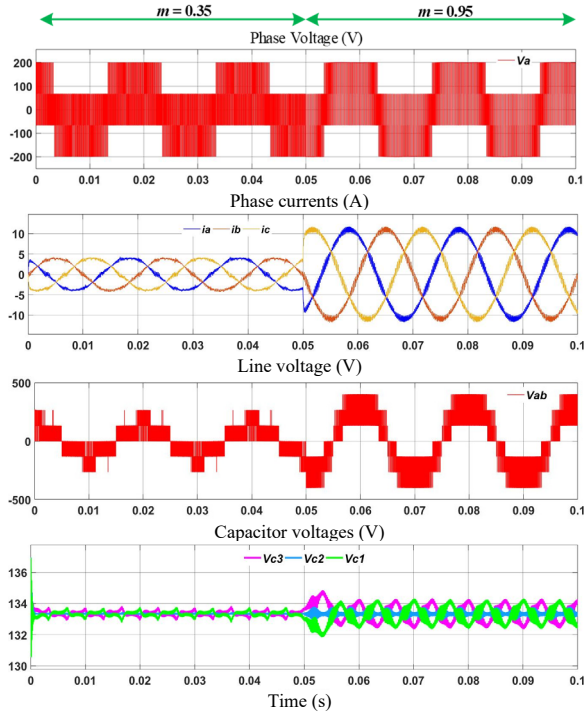 m = 0.35 m = 0.95
Phase Voltage (V)
Va
200
100
0
-100
-200
0 0.01 0.02 0.03 0.04 0.05 0.06 0.07 0.08 0.09 0.1
Phase currents (A)
ia ib ic
10
5
0
-5
-10
0 0.01 0.02 0.03 0.04 0.05 0.06 0.07 0.08 0.09 0.1
Line voltage (V)
Vab
500
0
-500
0 0.01 0.02 0.03 0.04 0.05 0.06 0.07 0.08 0.09 0.1
Capacitor voltages (V)
Vc3 Vc2 Vc1
136
134
132
130
0 0.01 0.02 0.03 0.04 0.05 0.06 0.07 0.08 0.09 0.1
Time (s)